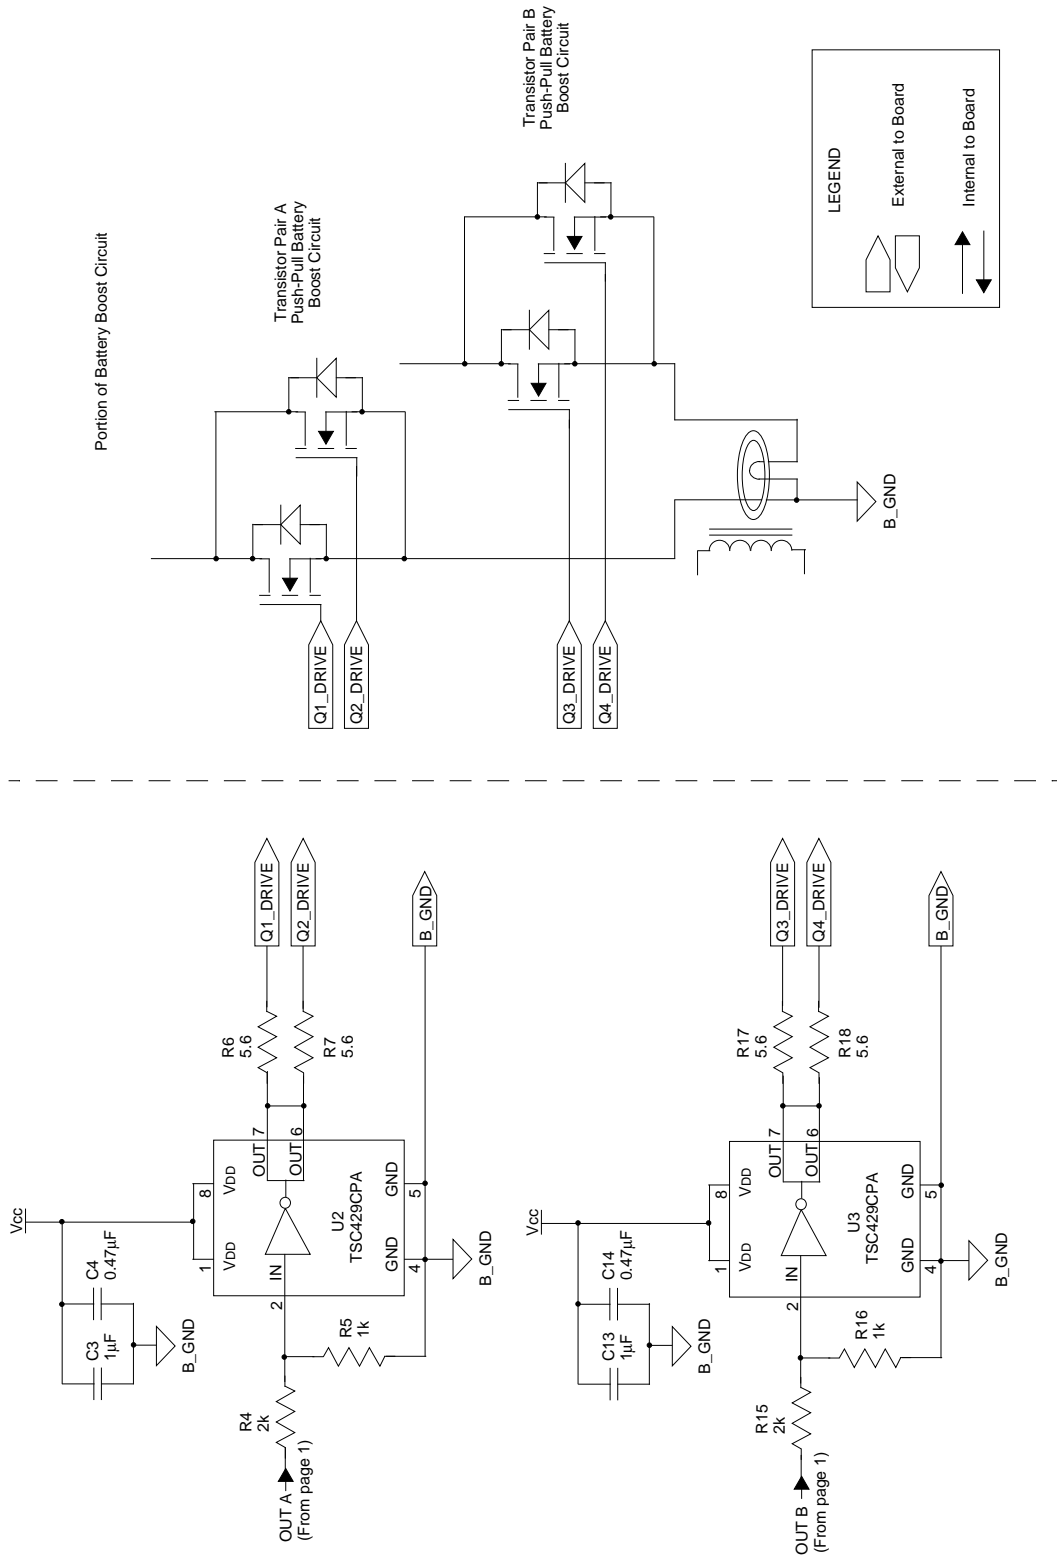 Vcc
C3
1µF
C4
0.47µF
B_GND
1
8
VDD
VDD
R4
2k
OUT A
(From page 1)
2
IN
R5
1k
U2
TSC429CPA
OUT 7
OUT 6
GND
GND
4
5
B_GND
R6
5.6
R7
5.6
Q1_DRIVE
Q2_DRIVE
B_GND
Vcc
C13
1µF
C14
0.47µF
B_GND
1
8
VDD
VDD
R15
2k
OUT B
(From page 1)
2
IN
R16
1k
U3
TSC429CPA
OUT 7
OUT 6
GND
GND
4
5
B_GND
R17
5.6
R18
5.6
Q3_DRIVE
Q4_DRIVE
B_GND
Portion of Battery Boost Circuit
Transistor Pair A
Push-Pull Battery
Boost Circuit
Q1_DRIVE
Q2_DRIVE
Transistor Pair B
Push-Pull Battery
Boost Circuit
Q3_DRIVE
Q4_DRIVE
B_GND
LEGEND
External to Board
Internal to Board